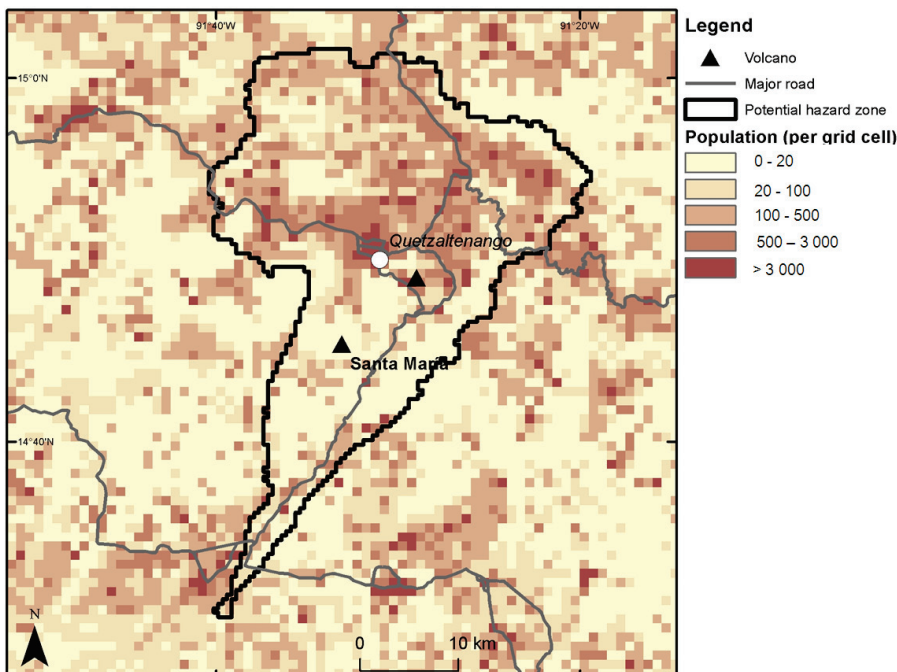 91°40'W
91°20'W
15°0'N
Quetzaltenango
Santa María
14°40'N
N
0 10 km
Legend
Volcano
Major road
Potential hazard zone
Population (per grid cell)
0 - 20
20 - 100
100 - 500
500 – 3 000
> 3 000